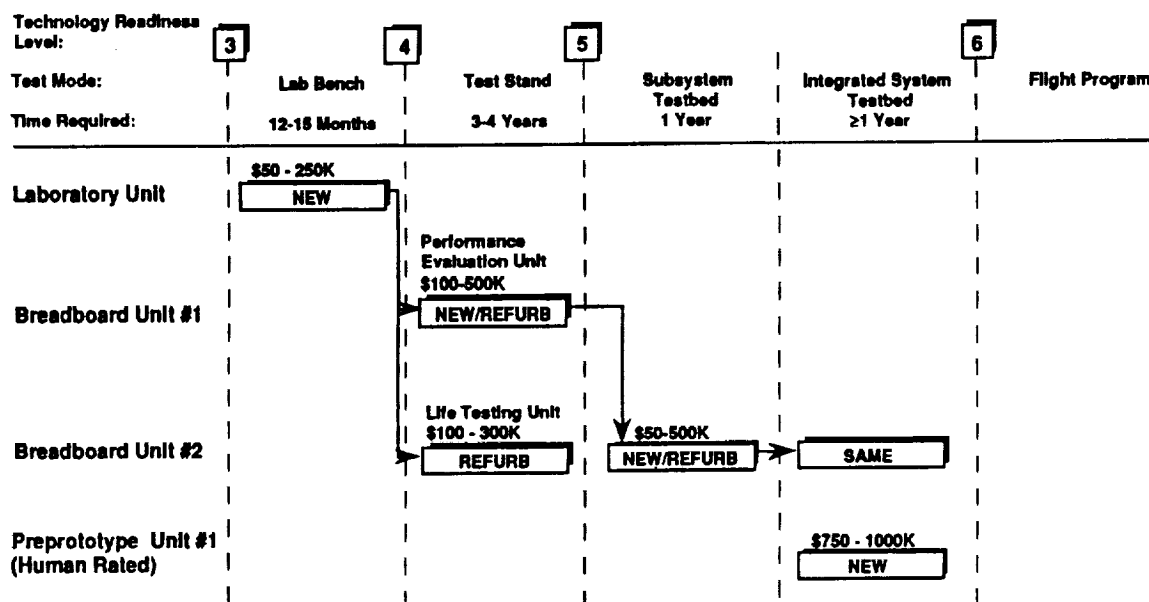 Technology Readiness
Level:
3
4
5
6
Test Mode:
Lab Bench
Test Stand
Subsystem
Testbed
Integrated System
Testbed
Flight Program
Time Required:
12-15 Months
3-4 Years
1 Year
≥1 Year
Laboratory Unit
$50 - 250K
NEW
Performance
Evaluation Unit
$100-500K
Breadboard Unit #1
NEW/REFURB
Life Testing Unit
$100 - 300K
$50-500K
Breadboard Unit #2
REFURB
NEW/REFURB
SAME
Preprototype Unit #1
(Human Rated)
$750 - 1000K
NEW